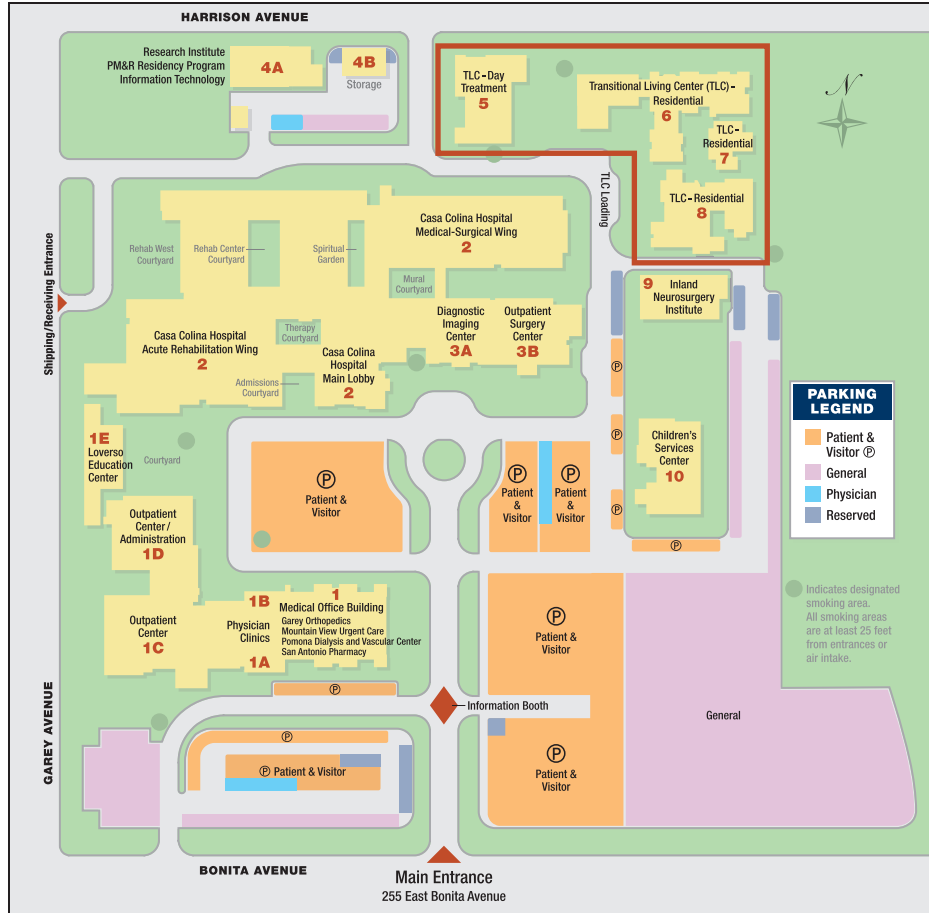 HARRISON AVENUE
Research Institute
PM&R Residency Program
Information Technology
4A
4B
Storage
TLC-Day
Treatment
5
Transitional Living Center (TLC)-
Residential
6
TLC-
Residential
7
TLC-Residential
8
N
TLC Loading
Shipping/Receiving Entrance
Casa Colina Hospital
Medical-Surgical Wing
2
Rehab West
Courtyard
Rehab Center
Courtyard
Spiritual
Garden
Mural
Courtyard
9
Inland
Neurosurgery
Institute
Diagnostic
Imaging
Center
3A
Outpatient
Surgery
Center
3B
Casa Colina Hospital
Acute Rehabilitation Wing
2
Therapy
Courtyard
Casa Colina
Hospital
Main Lobby
2
Admissions
Courtyard
P
P
P
P
PARKING
LEGEND
Patient &
Visitor P
General
Physician
Reserved
1E
Loverso
Education
Center
Courtyard
P
Patient &
Visitor
P
Patient
&
Visitor
P
Patient
&
Visitor
Children's
Services
Center
10
Outpatient
Center/
Administration
1D
Indicates designated
smoking area.
All smoking areas
are at least 25 feet
from entrances or
air intake.
Outpatient
Center
1C
1B
Physician
Clinics
1A
1
Medical Office Building
Garey Orthopedics
Mountain View Urgent Care
Pomona Dialysis and Vascular Center
San Antonio Pharmacy
P
Patient &
Visitor
P
Information Booth
General
GAREY AVENUE
P
P Patient & Visitor
P
Patient &
Visitor
BONITA AVENUE
Main Entrance
255 East Bonita Avenue